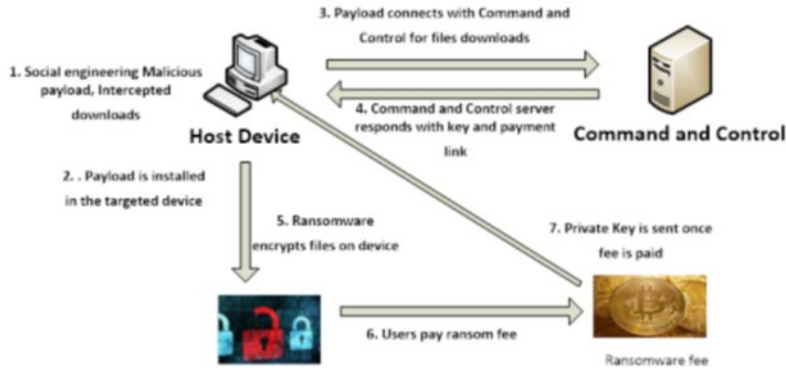 3. Payload connects with Command and
Control for files downloads
1. Social engineering Malicious
payload, Intercepted
downloads
4. Command and Control server
responds with key and payment
link
Host Device
Command and Control
2. . Payload is installed
in the targeted device
5. Ransomware
encrypts files on device
7. Private Key is sent once
fee is paid
6. Users pay ransom fee
Ransomware fee